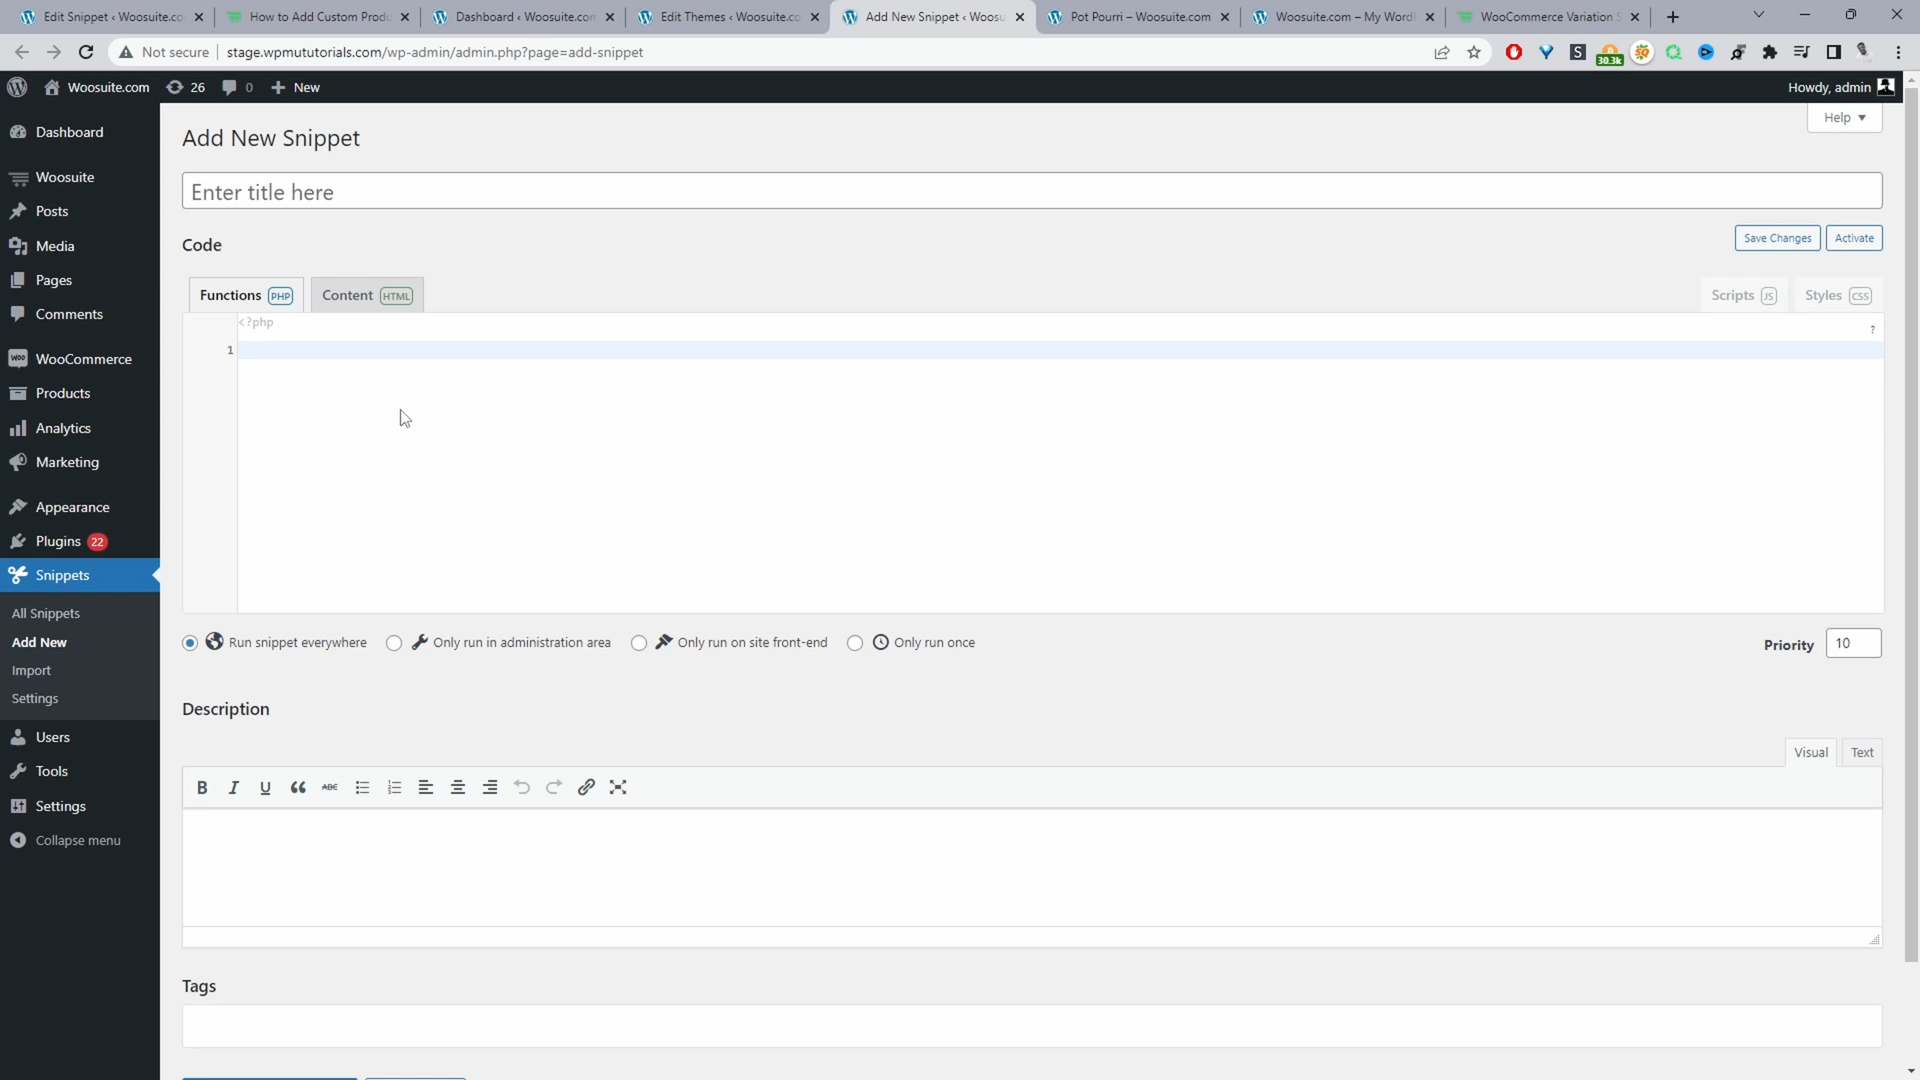 Edit Snippet ‹ Woosuite.co
How to Add Custom Produ
Dashboard ‹ Woosuite.com
Edit Themes ‹ Woosuite.co
Add New Snippet ‹ Woosu
Pot Pourri – Woosuite.com
Woosuite.com – My Word
WooCommerce Variation S
Not secure
stage.wpmututorials.com/wp-admin/admin.php?page=add-snippet
S
30.3k
Woosuite.com
26
0
New
Howdy, admin
Dashboard
Woosuite
Posts
Media
Pages
Comments
WooCommerce
Products
Analytics
Marketing
Appearance
Plugins 22
Snippets
All Snippets
Add New
Import
Settings
Users
Tools
Settings
Collapse menu
Help
Add New Snippet
Enter title here
Code
Save Changes
Activate
Functions PHP
Content HTML
Scripts JS
Styles CSS
<?php
?
1
Run snippet everywhere
Only run in administration area
Only run on site front-end
Only run once
Priority
10
Description
Visual
Text
B
I
U
ABC
Tags